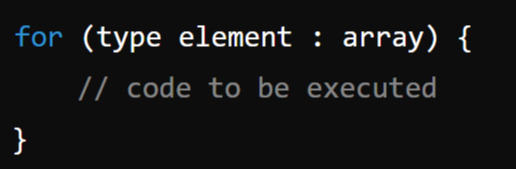 for (type element : array) {
    // code to be executed
}